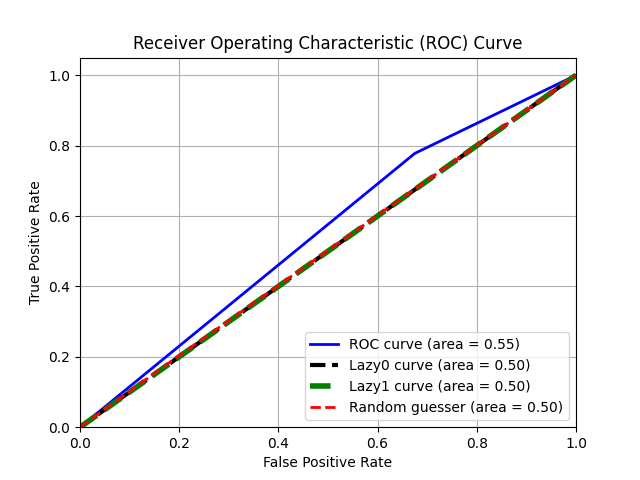 Receiver Operating Characteristic (ROC) Curve
True Positive Rate
1.0
0.8
0.6
0.4
0.2
0.0
ROC curve (area = 0.55)
Lazy0 curve (area = 0.50)
Lazy1 curve (area = 0.50)
Random guesser (area = 0.50)
0.0 0.2 0.4 0.6 0.8 1.0
False Positive Rate